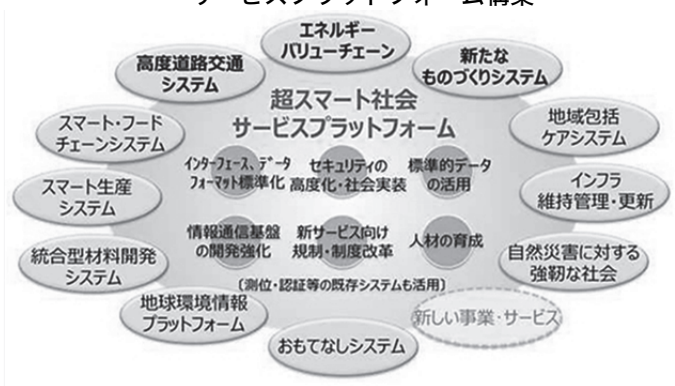 サービスプラットフォーム構築
エネルギー
バリューチェーン
高度道路交通
システム
新たな
ものづくりシステム
超スマート社会
サービスプラットフォーム
スマート・フード
チェーンシステム
地域包括
ケアシステム
インターフェース、データ
フォーマット標準化
セキュリティの
高度化・社会実装
標準的データ
の活用
スマート生産
システム
インフラ
維持管理・更新
情報通信基盤
の開発強化
新サービス向け
規制・制度改革
人材の育成
統合型材料開発
システム
自然災害に対する
強靭な社会
〔測位・認証等の既存システムも活用〕
地球環境情報
プラットフォーム
新しい事業・サービス
おもてなしシステム